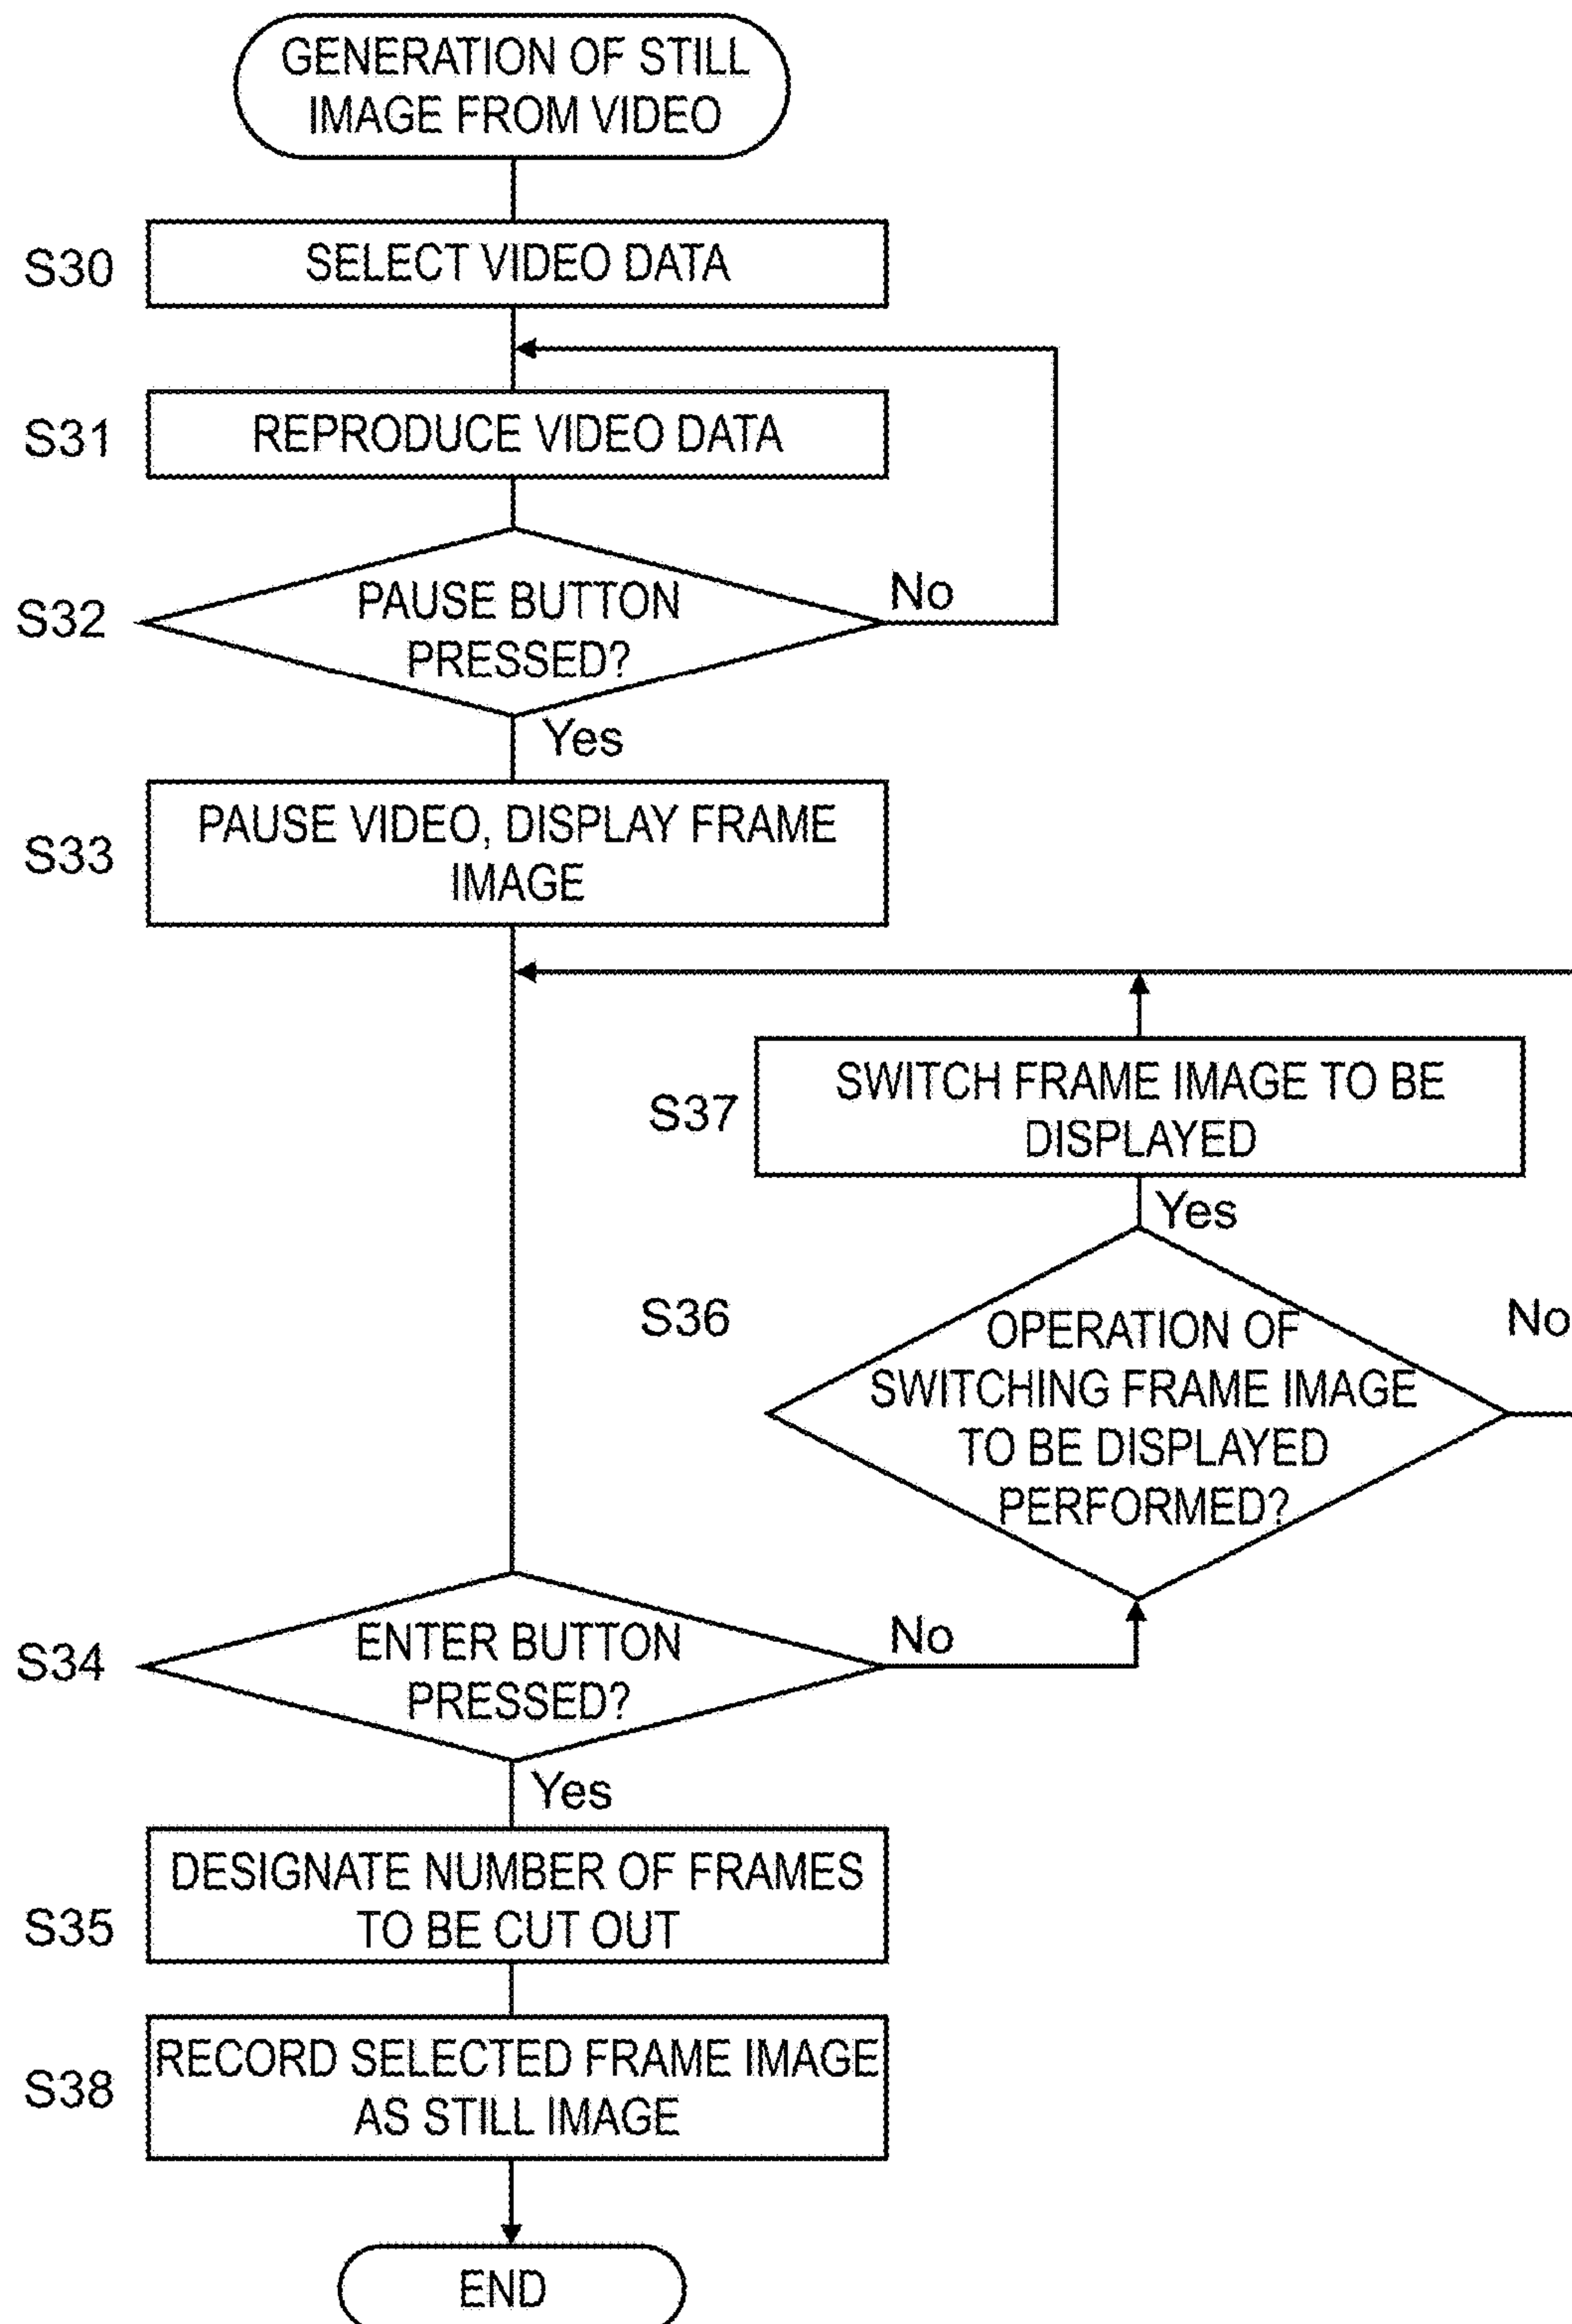 GENERATION OF STILL
IMAGE FROM VIDEO
S30
SELECT VIDEO DATA
S31
REPRODUCE VIDEO DATA
S32
PAUSE BUTTON
PRESSED?
No
Yes
S33
PAUSE VIDEO, DISPLAY FRAME
IMAGE
S37
SWITCH FRAME IMAGE TO BE
DISPLAYED
Yes
S36
OPERATION OF
SWITCHING FRAME IMAGE
TO BE DISPLAYED
PERFORMED?
No
S34
ENTER BUTTON
PRESSED?
No
Yes
S35
DESIGNATE NUMBER OF FRAMES
TO BE CUT OUT
S38
RECORD SELECTED FRAME IMAGE
AS STILL IMAGE
END